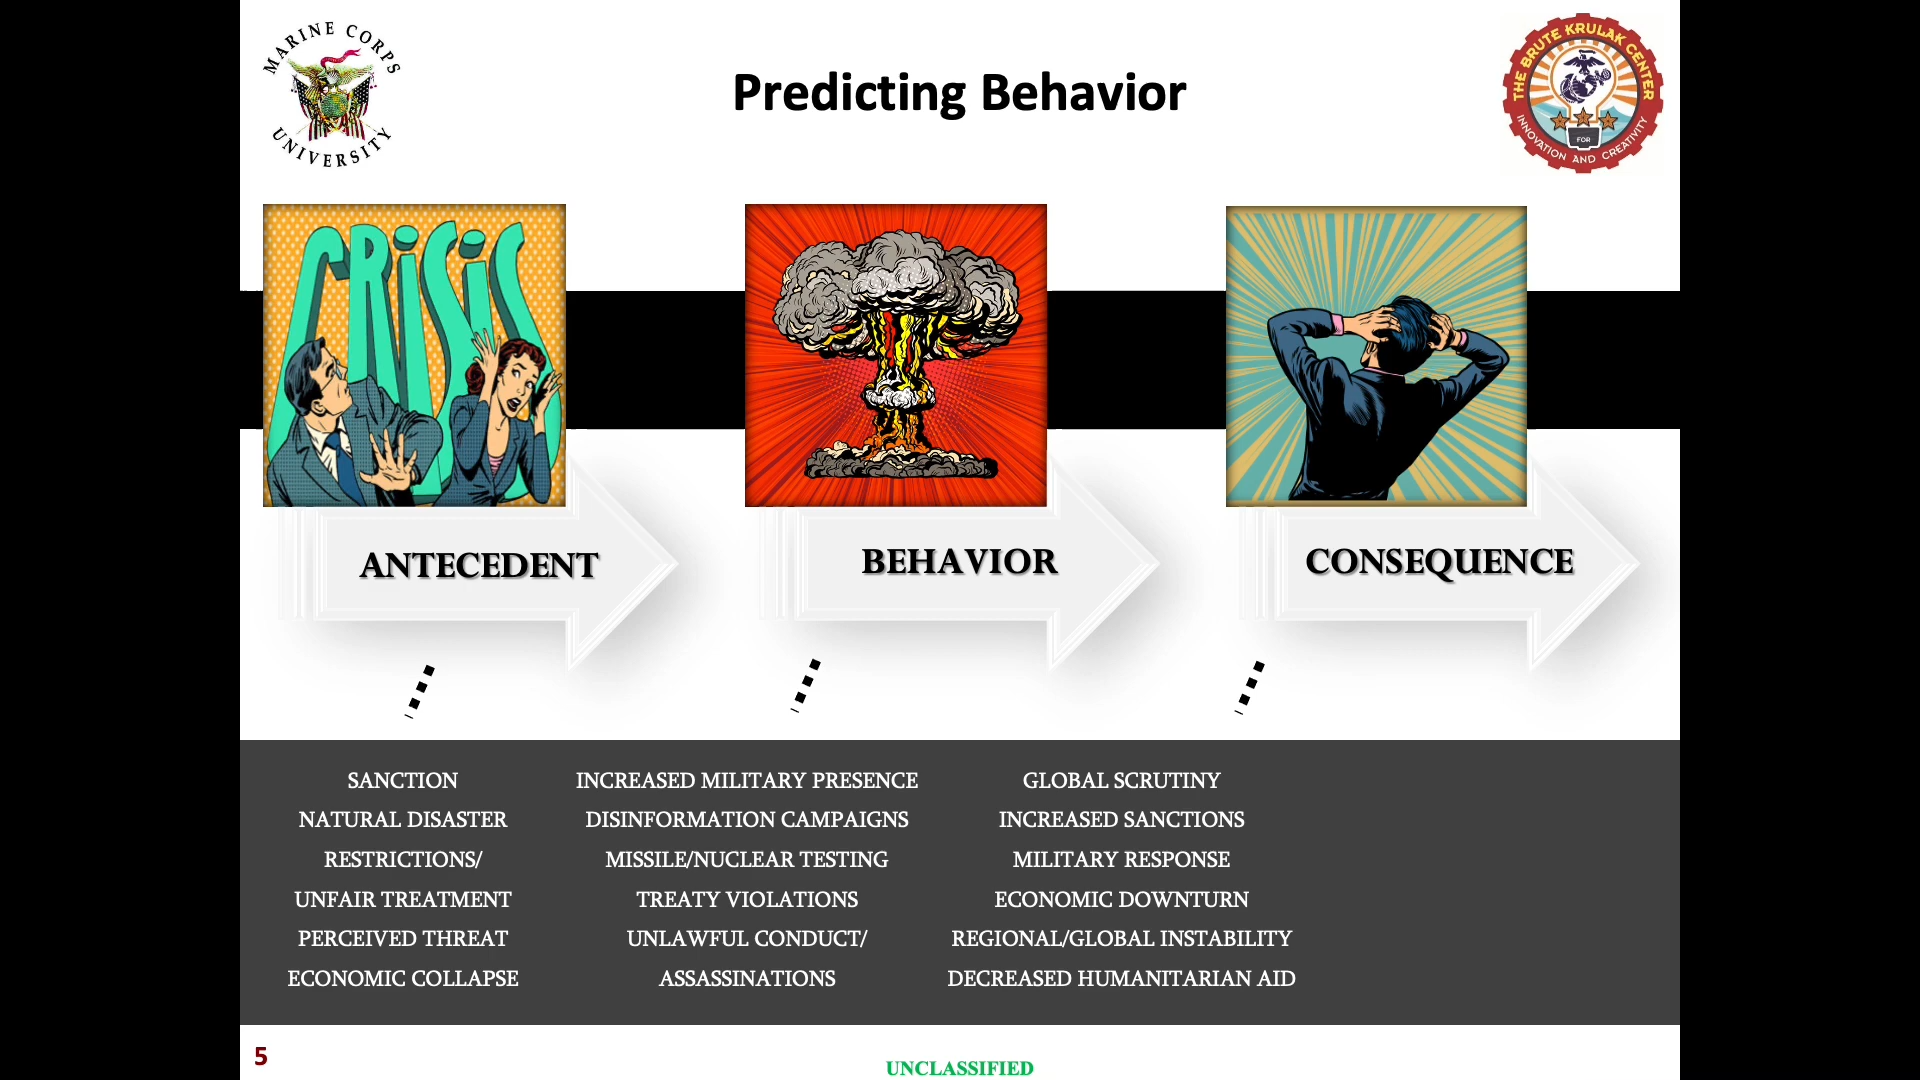 MARINE CORPS
UNIVERSITY
Predicting Behavior
THE BRUTE KRULAK CENTER
FOR
INNOVATION AND CREATIVITY
CRISIS
ANTECEDENT
BEHAVIOR
CONSEQUENCE
SANCTION
NATURAL DISASTER
RESTRICTIONS/
UNFAIR TREATMENT
PERCEIVED THREAT
ECONOMIC COLLAPSE
INCREASED MILITARY PRESENCE
DISINFORMATION CAMPAIGNS
MISSILE/NUCLEAR TESTING
TREATY VIOLATIONS
UNLAWFUL CONDUCT/
ASSASSINATIONS
GLOBAL SCRUTINY
INCREASED SANCTIONS
MILITARY RESPONSE
ECONOMIC DOWNTURN
REGIONAL/GLOBAL INSTABILITY
DECREASED HUMANITARIAN AID
5
UNCLASSIFIED